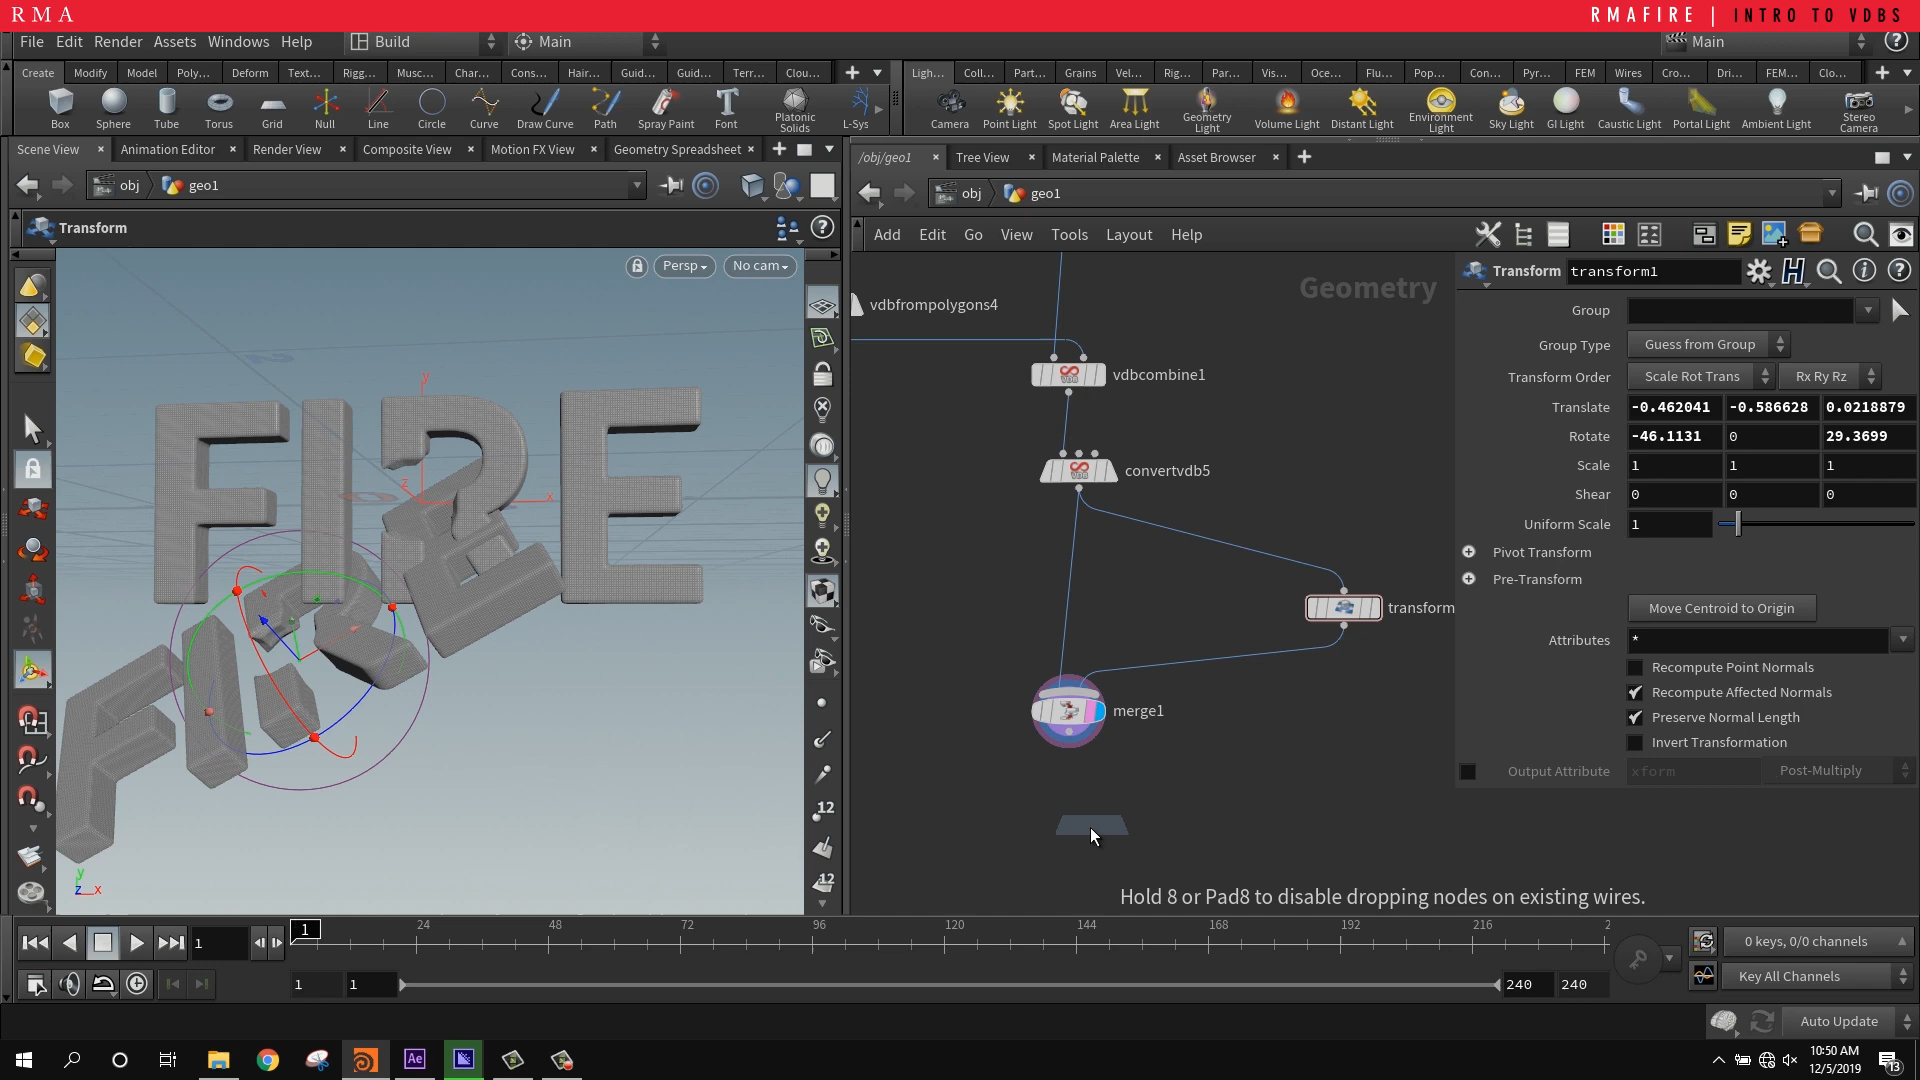 RMA
RMAFIRE | INTRO TO VDBS
File Edit Render Assets Windows Help Build Main Main
Create Modify Model Poly... Deform Text... Rigg... Musc... Char... Cons... Hair... Guid... Guid... Terr... Clou...
Ligh... Coll... Part... Grains Vel... Rig... Par... Vis... Oce... Flu... Pop... Con... Pyr... FEM Wires Cro... Dri... FEM... Clo...
Box Sphere Tube Torus Grid Null Line Circle Curve Draw Curve Path Spray Paint Font Platonic Solids L-Sys
Camera Point Light Spot Light Area Light Geometry Light Volume Light Distant Light Environment Light Sky Light GI Light Caustic Light Portal Light Ambient Light Stereo Camera
Scene View Animation Editor Render View Composite View Motion FX View Geometry Spreadsheet
/obj/geo1 Tree View Material Palette Asset Browser
obj geo1
obj geo1
Transform
Add Edit Go View Tools Layout Help
Persp No cam
FIRE
y
z
x
FIRE
y
z x
12
12
Geometry
vdbfrompolygons4
vdbcombine1
convertvdb5
transform
merge1
Hold 8 or Pad8 to disable dropping nodes on existing wires.
Transform transform1
Group
Group Type Guess from Group
Transform Order Scale Rot Trans Rx Ry Rz
Translate -0.462041 -0.586628 0.0218879
Rotate -46.1131 0 29.3699
Scale 1 1 1
Shear 0 0 0
Uniform Scale 1
Pivot Transform
Pre-Transform
Move Centroid to Origin
Attributes *
Recompute Point Normals
Recompute Affected Normals
Preserve Normal Length
Invert Transformation
Output Attribute xform Post-Multiply
1 1 24 48 72 96 120 144 168 192 216 2
0 keys, 0/0 channels
1 1 240 240
Key All Channels
Auto Update
Ae
10:50 AM
12/5/2019
13